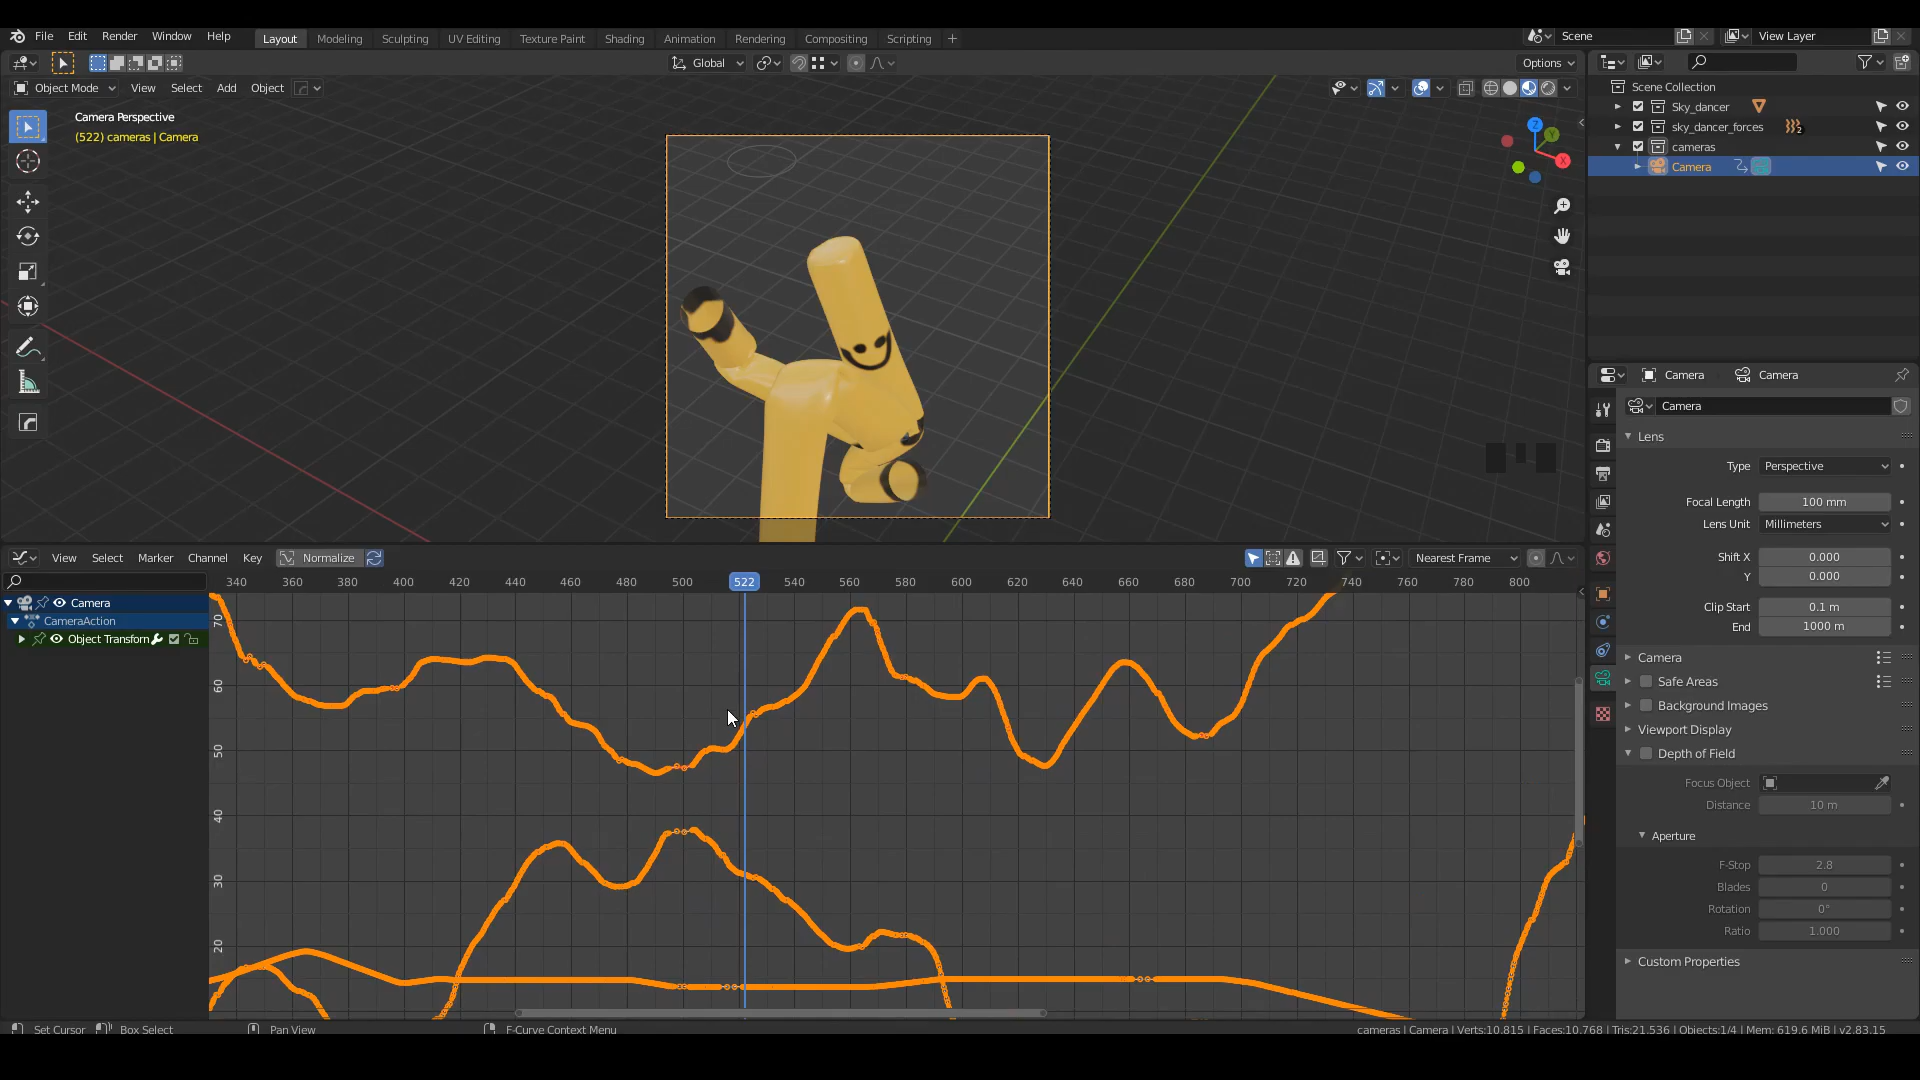 File Edit Render Window Help Layout Modeling Sculpting UV Editing Texture Paint Shading Animation Rendering Compositing Scripting + Scene View Layer
Global Options
Object Mode View Select Add Object
Camera Perspective
(522) cameras | Camera
Z
Y
X
Scene Collection
Sky_dancer
sky_dancer_forces 2
cameras
Camera
Camera Camera
Camera
Lens
Type Perspective
Focal Length 100 mm
Lens Unit Millimeters
Shift X 0.000
Y 0.000
Clip Start 0.1 m
End 1000 m
Camera
Safe Areas
Background Images
Viewport Display
Depth of Field
Focus Object
Distance 10 m
Aperture
F-Stop 2.8
Blades 0
Rotation 0°
Ratio 1.000
Custom Properties
View Select Marker Channel Key Normalize Nearest Frame
340 360 380 400 420 440 460 480 500 522 540 560 580 600 620 640 660 680 700 720 740 760 780 800
Camera
CameraAction
Object Transforn
70
60
50
40
30
20
Set Cursor Box Select Pan View F-Curve Context Menu cameras | Camera | Verts:10.815 | Faces:10.768 | Tris:21.536 | Objects:1/4 | Mem: 619.6 MiB | v2.83.15